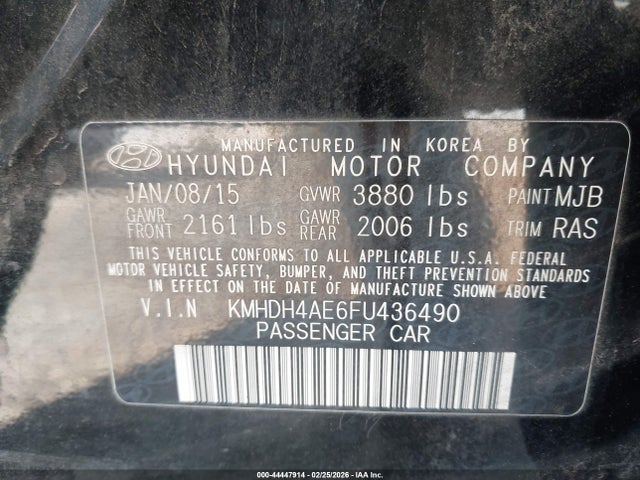 MANUFACTURED IN KOREA BY
HYUNDAI MOTOR COMPANY
JAN/08/15 GVWR 3880 lbs PAINT MJB
GAWR FRONT 2161 lbs GAWR REAR 2006 lbs TRIM RAS
THIS VEHICLE CONFORMS TO ALL APPLICABLE U.S.A. FEDERAL
MOTOR VEHICLE SAFETY, BUMPER, AND THEFT PREVENTION STANDARDS
IN EFFECT ON THE DATE OF MANUFACTURE SHOWN ABOVE
V.I.N KMHDH4AE6FU436490
PASSENGER CAR
000-44447914 - 02/25/2026 - IAA Inc.